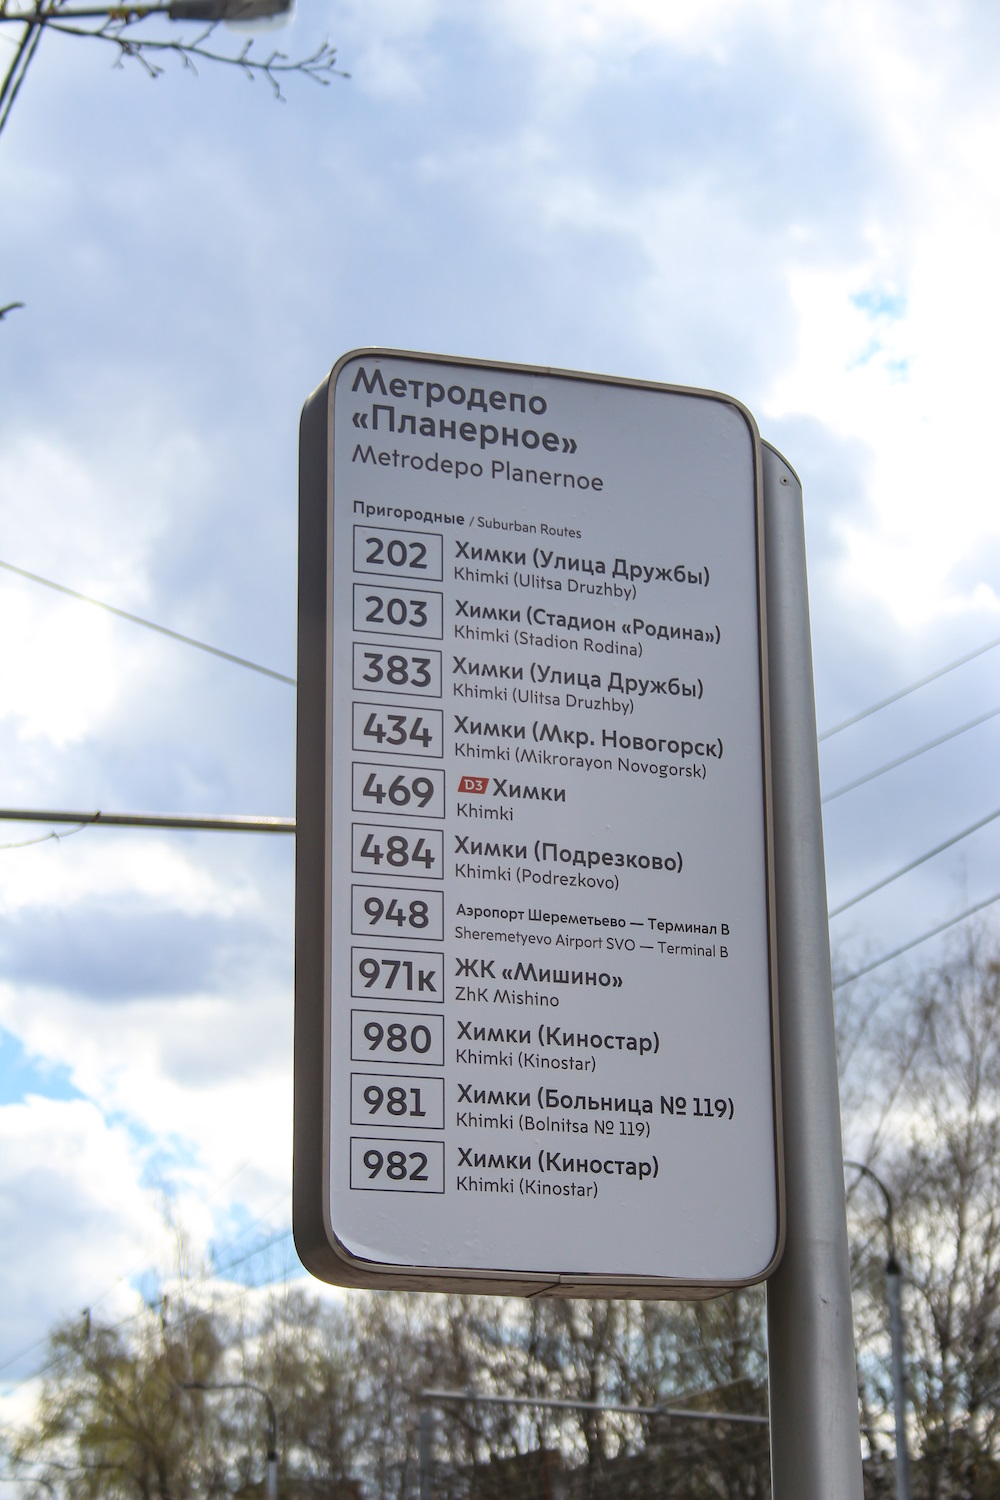 Метродепо
«Планерное»
Metrodepo Planernoe
Пригородные / Suburban Routes
202 Химки (Улица Дружбы)
Khimki (Ulitsa Druzhby)
203 Химки (Стадион «Родина»)
Khimki (Stadion Rodina)
383 Химки (Улица Дружбы)
Khimki (Ulitsa Druzhby)
434 Химки (Мкр. Новогорск)
Khimki (Mikrorayon Novogorsk)
469 D3 Химки
Khimki
484 Химки (Подрезково)
Khimki (Podrezkovo)
948 Аэропорт Шереметьево — Терминал B
Sheremetyevo Airport SVO — Terminal B
971к ЖК «Мишино»
ZhK Mishino
980 Химки (Киностар)
Khimki (Kinostar)
981 Химки (Больница № 119)
Khimki (Bolnitsa № 119)
982 Химки (Киностар)
Khimki (Kinostar)